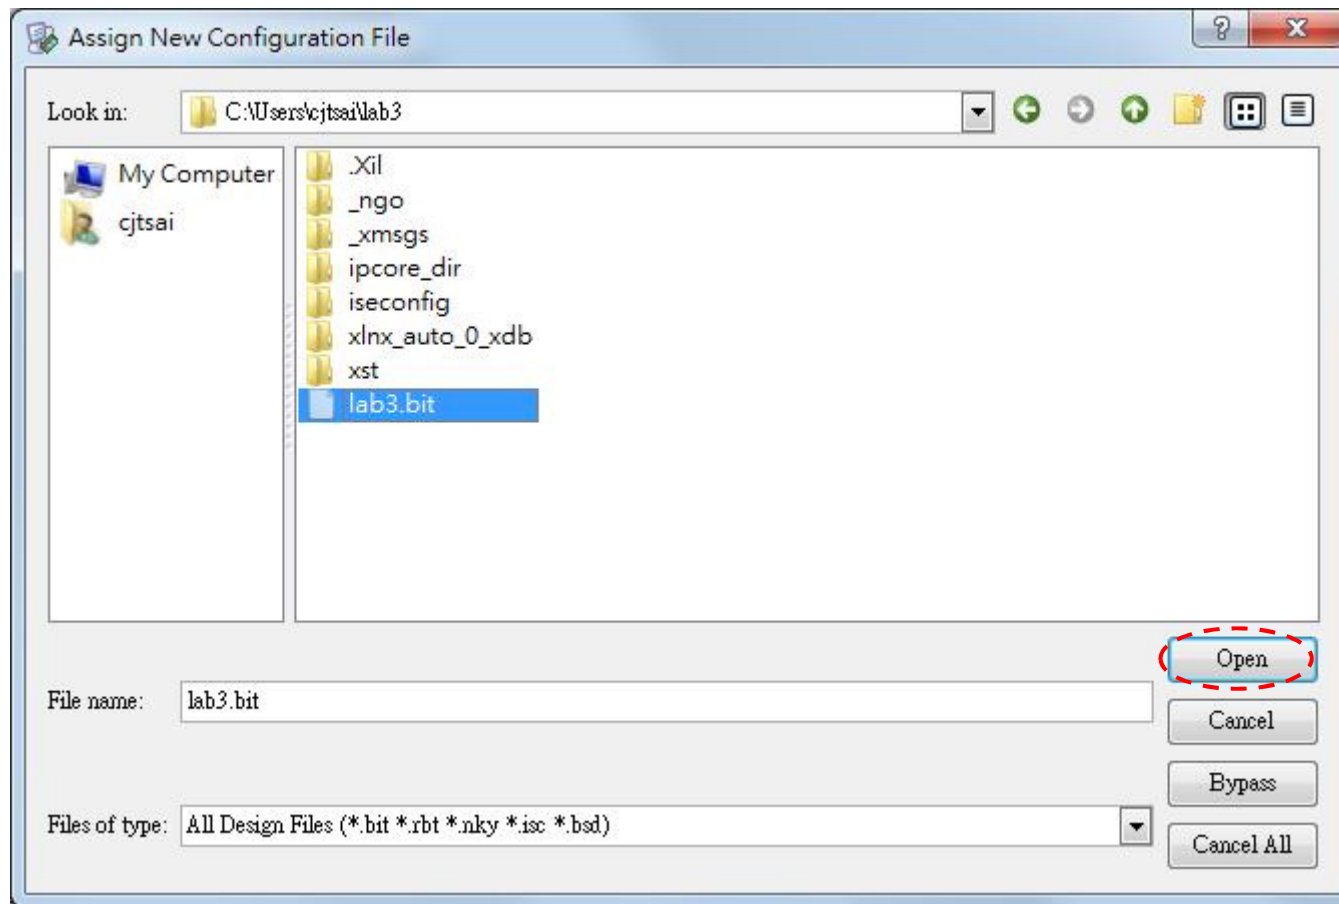 Assign New Configuration File
Look in:
C:\Users\cjtsai\lab3
My Computer
cjtsai
.Xil
_ngo
_xmsgs
ipcore_dir
iseconfig
xlnx_auto_0_xdb
xst
lab3.bit
Open
File name:
lab3.bit
Cancel
Bypass
Files of type:
All Design Files (*.bit *.rbt *.nky *.isc *.bsd)
Cancel All